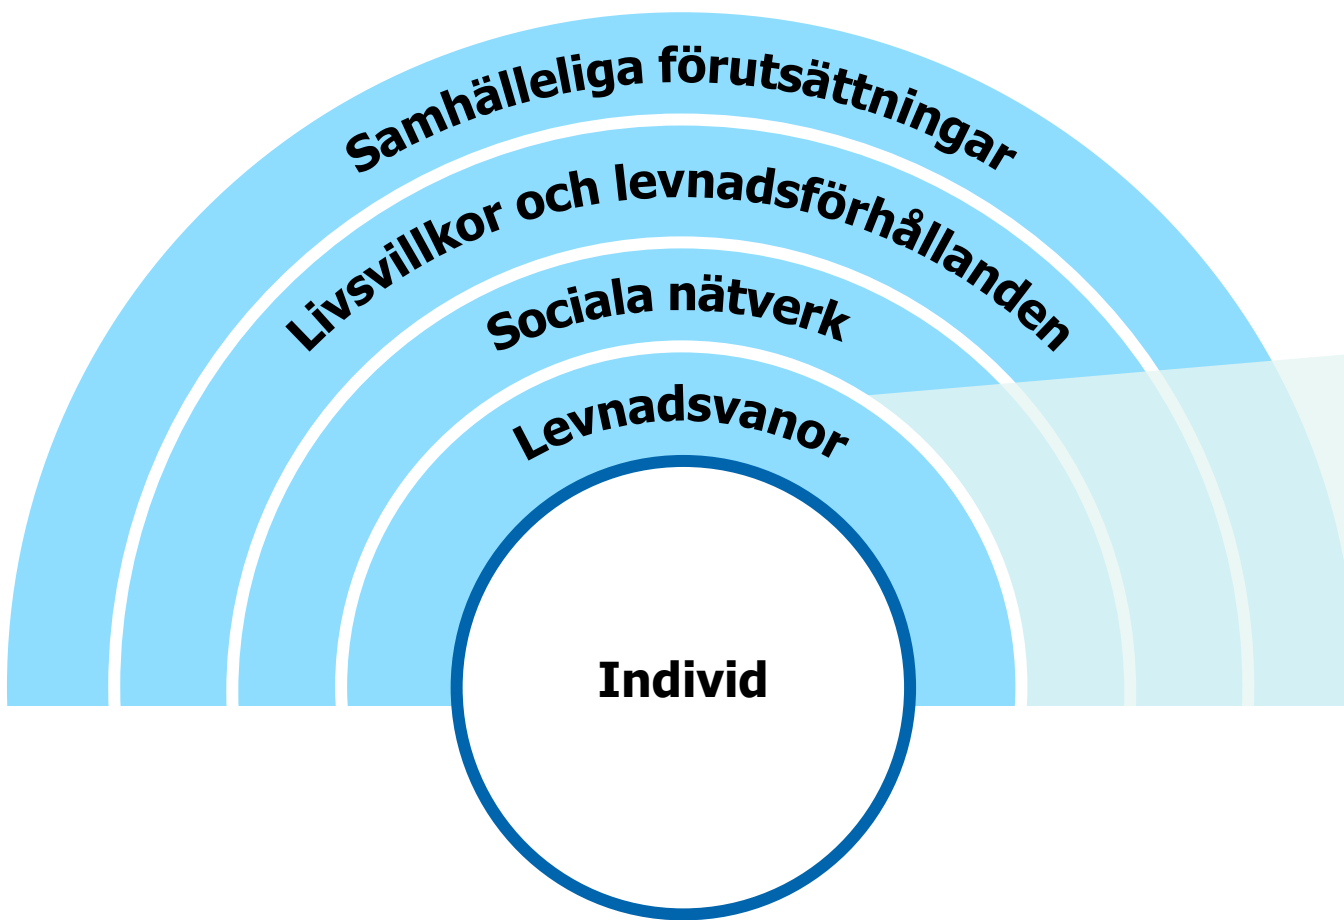 Samhälleliga förutsättningar
Livsvillkor och levnadsförhållanden
Sociala nätverk
Levnadsvanor
Individ